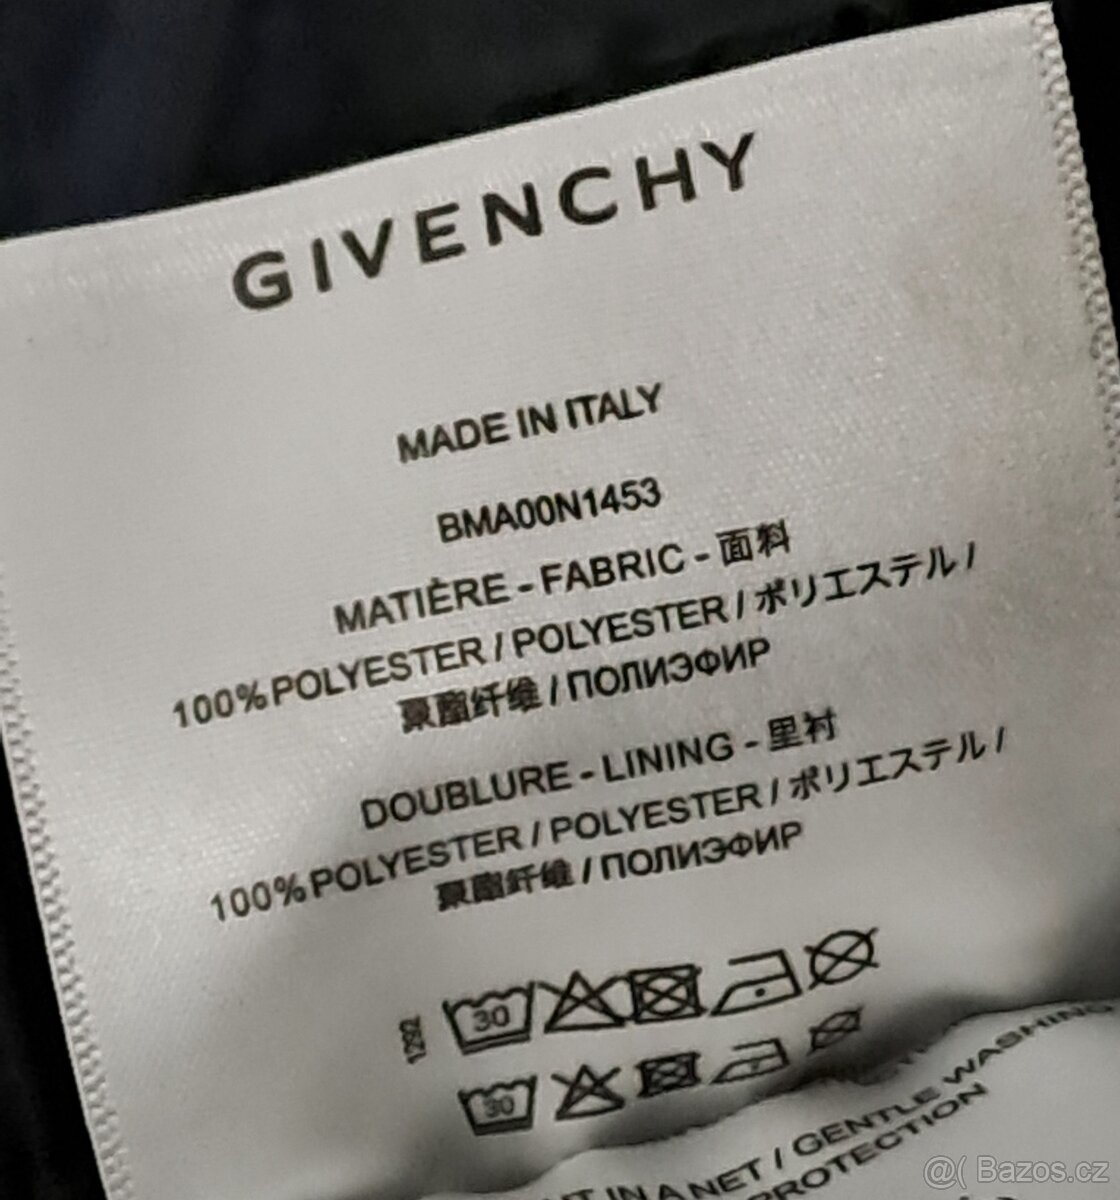 GIVENCHY
MADE IN ITALY
BMA00N1453
MATIÈRE - FABRIC - 面料
100% POLYESTER / POLYESTER / ポリエステル /
聚酯纤维 / ПОЛИЭФИР
DOUBLURE - LINING - 里衬
100% POLYESTER / POLYESTER / ポリエステル /
聚酯纤维 / ПОЛИЭФИР
30
30
IN A NET / GENTLE WASHING
PROTECTION
@( Bazos.cz